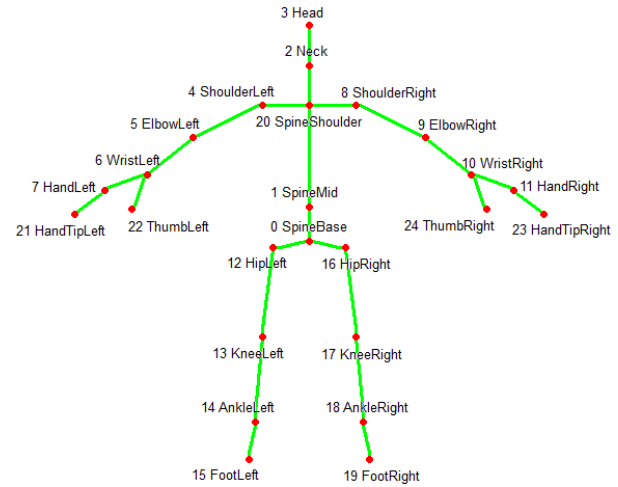 3 Head
2 Neck
4 ShoulderLeft
8 ShoulderRight
20 SpineShoulder
5 ElbowLeft
9 ElbowRight
6 WristLeft
10 WristRight
7 HandLeft
11 HandRight
1 SpineMid
21 HandTipLeft
22 ThumbLeft
0 SpineBase
24 ThumbRight
23 HandTipRight
12 HipLeft
16 HipRight
13 KneeLeft
17 KneeRight
14 AnkleLeft
18 AnkleRight
15 FootLeft
19 FootRight